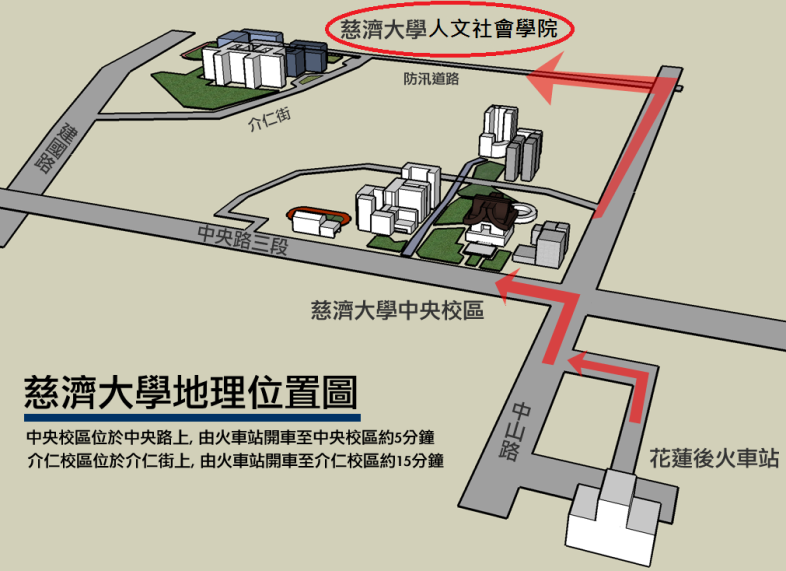 慈濟大學人文社會學院
防汛道路
介仁街
建國路
中央路三段
慈濟大學中央校區
慈濟大學地理位置圖
中央校區位於中央路上, 由火車站開車至中央校區約5分鐘
介仁校區位於介仁街上, 由火車站開車至介仁校區約15分鐘
中山路
花蓮後火車站